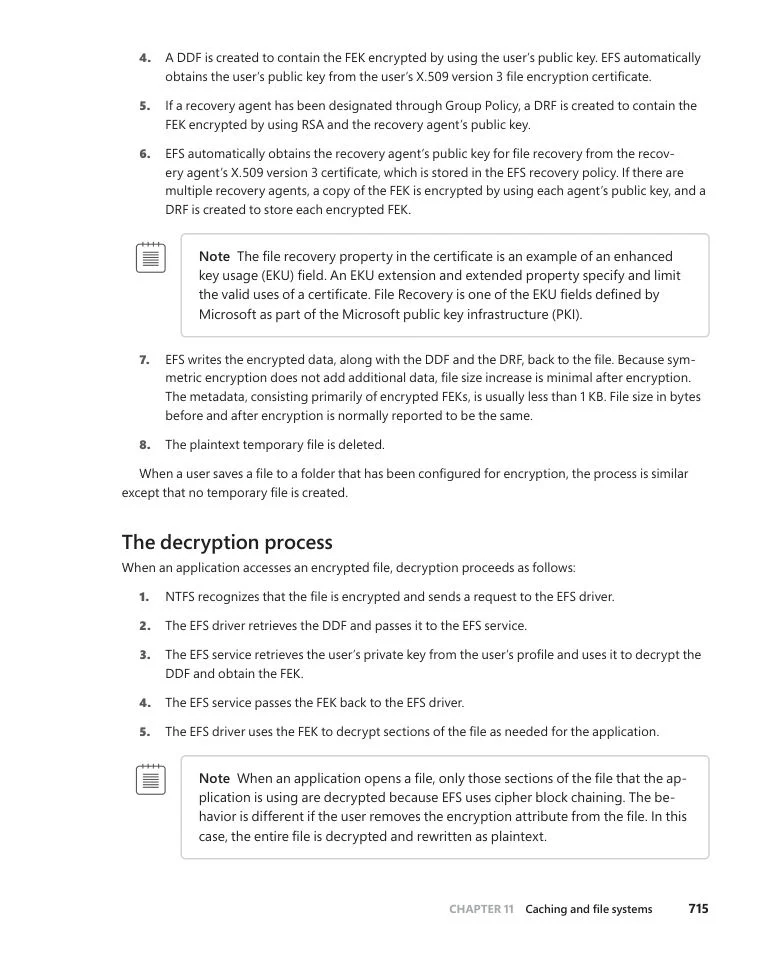 4. A DDF is created to contain the FEK encrypted by using the user's public key. EFS automatically
obtains the user's public key from the user's X.509 version 3 file encryption certificate.
5. If a recovery agent has been designated through Group Policy, a DRF is created to contain the
FEK encrypted by using RSA and the recovery agent's public key.
6. EFS automatically obtains the recovery agent's public key for file recovery from the recov-
ery agent's X.509 version 3 certificate, which is stored in the EFS recovery policy. If there are
multiple recovery agents, a copy of the FEK is encrypted by using each agent's public key, and a
DRF is created to store each encrypted FEK.
Note The file recovery property in the certificate is an example of an enhanced
key usage (EKU) field. An EKU extension and extended property specify and limit
the valid uses of a certificate. File Recovery is one of the EKU fields defined by
Microsoft as part of the Microsoft public key infrastructure (PKI).
7. EFS writes the encrypted data, along with the DDF and the DRF, back to the file. Because sym-
metric encryption does not add additional data, file size increase is minimal after encryption.
The metadata, consisting primarily of encrypted FEKs, is usually less than 1 KB. File size in bytes
before and after encryption is normally reported to be the same.
8. The plaintext temporary file is deleted.
When a user saves a file to a folder that has been configured for encryption, the process is similar
except that no temporary file is created.
The decryption process
When an application accesses an encrypted file, decryption proceeds as follows:
1. NTFS recognizes that the file is encrypted and sends a request to the EFS driver.
2. The EFS driver retrieves the DDF and passes it to the EFS service.
3. The EFS service retrieves the user's private key from the user's profile and uses it to decrypt the
DDF and obtain the FEK.
4. The EFS service passes the FEK back to the EFS driver.
5. The EFS driver uses the FEK to decrypt sections of the file as needed for the application.
Note When an application opens a file, only those sections of the file that the ap-
plication is using are decrypted because EFS uses cipher block chaining. The be-
havior is different if the user removes the encryption attribute from the file. In this
case, the entire file is decrypted and rewritten as plaintext.
CHAPTER 11 Caching and file systems 715